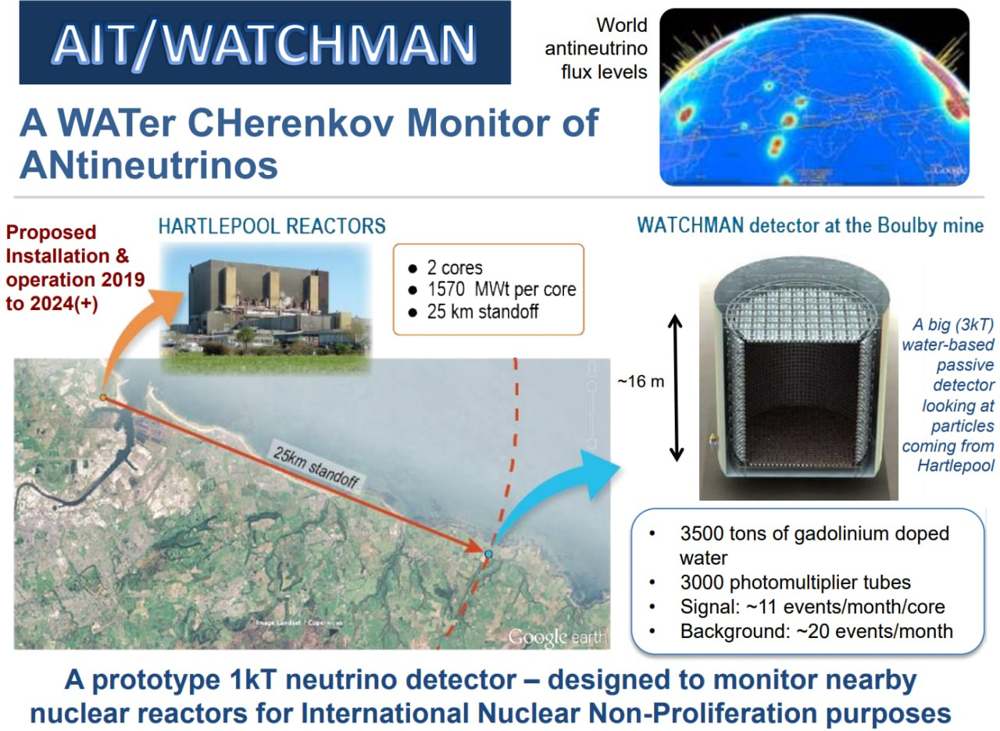 AIT/WATCHMAN
World
antineutrino
flux levels
Google
A WATer CHerenkov Monitor of
ANtineutrinos
Proposed
Installation &
operation 2019
to 2024(+)
HARTLEPOOL REACTORS
● 2 cores
● 1570 MWt per core
● 25 km standoff
25km standoff
Image Landsat / Copernicus
Google earth
WATCHMAN detector at the Boulby mine
~16 m
A big (3kT)
water-based
passive
detector
looking at
particles
coming from
Hartlepool
• 3500 tons of gadolinium doped
water
• 3000 photomultiplier tubes
• Signal: ~11 events/month/core
• Background: ~20 events/month
A prototype 1kT neutrino detector – designed to monitor nearby
nuclear reactors for International Nuclear Non-Proliferation purposes